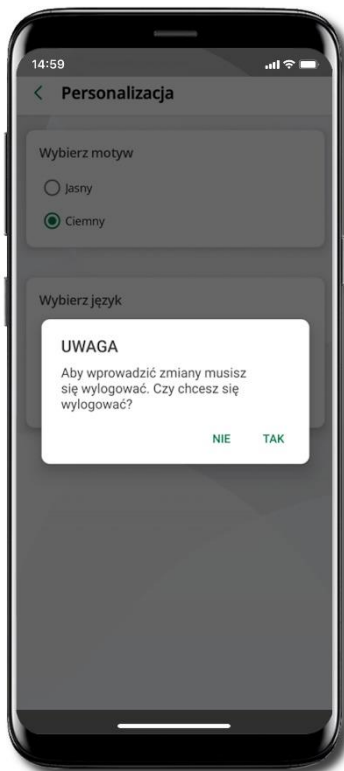 14:59
Personalizacja
Wybierz motyw
Jasny
Ciemny
Wybierz język
UWAGA
Aby wprowadzić zmiany musisz
się wylogować. Czy chcesz się
wylogować?
NIE TAK